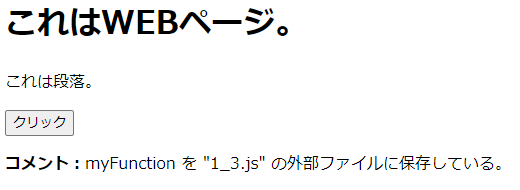 これはWEBページ。
これは段落。
クリック
コメント：myFunction を "1_3.js" の外部ファイルに保存している。